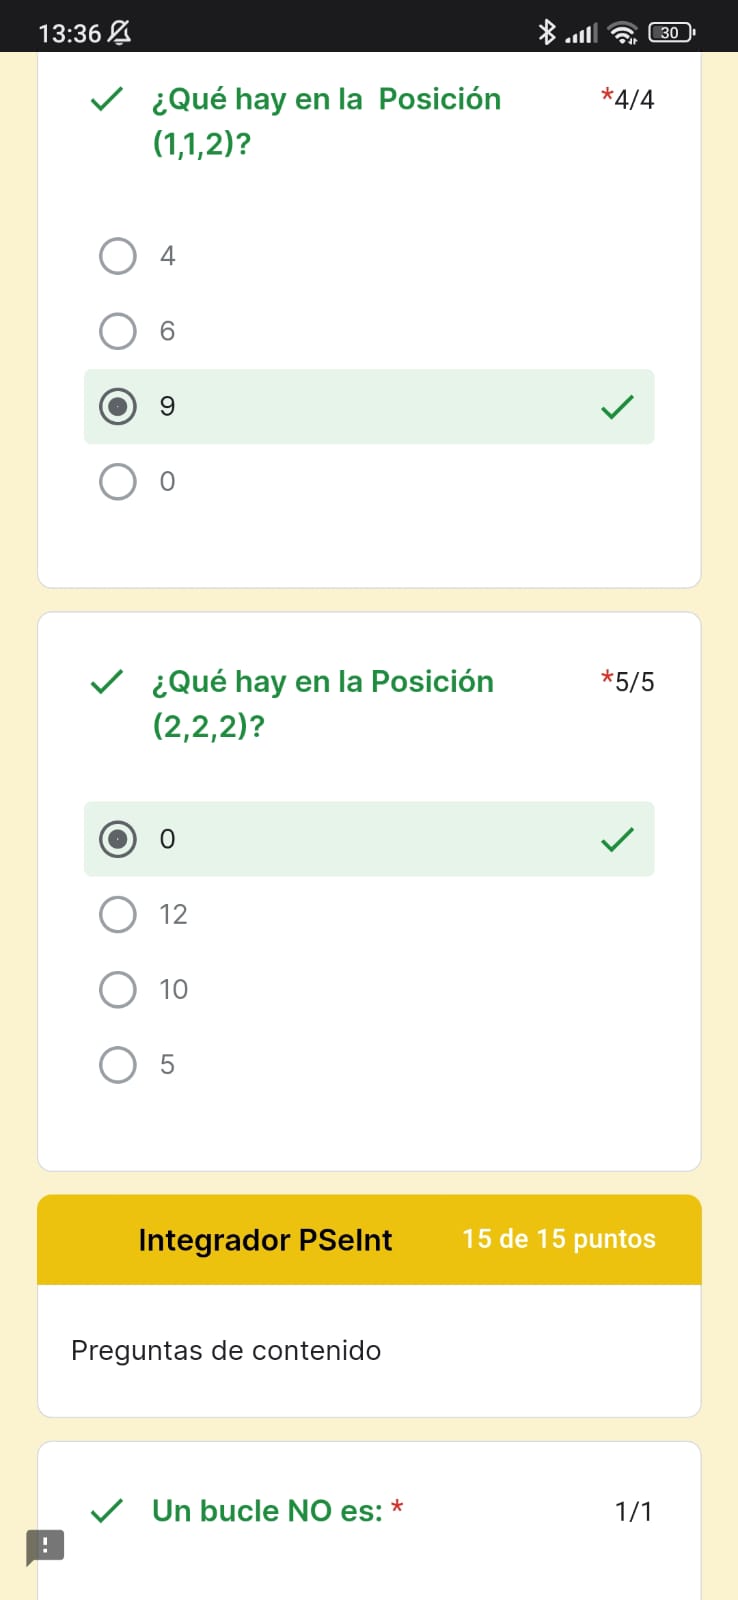 13:36
30
¿Qué hay en la Posición *4/4
(1,1,2)?
4
6
9
0
¿Qué hay en la Posición *5/5
(2,2,2)?
0
12
10
5
Integrador PSeInt 15 de 15 puntos
Preguntas de contenido
Un bucle NO es: * 1/1
!